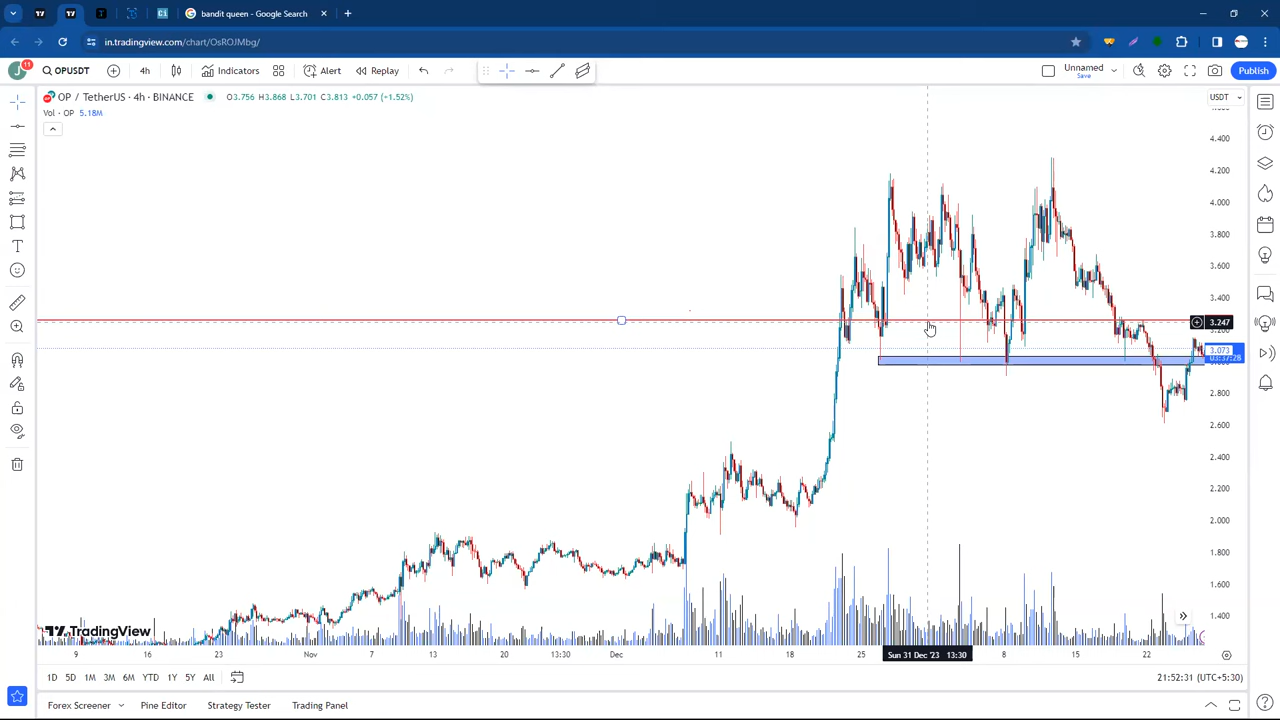 bandit queen - Google Search
in.tradingview.com/chart/OsROJMbg/
11
OPUSDT
4h
Indicators
Alert
Replay
Unnamed
Save
Publish
OP / TetherUS · 4h · BINANCE
O3.756 H3.868 L3.701 C3.813 +0.057 (−1.52%)
USDT
Vol · OP 5.18M
4.400
4.200
4.000
3.800
3.600
3.400
3.247
3.073
03:37:28
2.800
2.600
2.400
2.200
2.000
1.800
1.600
1.400
TradingView
9
16
23
Nov
7
13
20
13:30
Dec
11
18
25
Sun 31 Dec '23 13:30
8
15
22
1D 5D 1M 3M 6M YTD 1Y 5Y All
21:52:31 (UTC+5:30)
Forex Screener
Pine Editor
Strategy Tester
Trading Panel